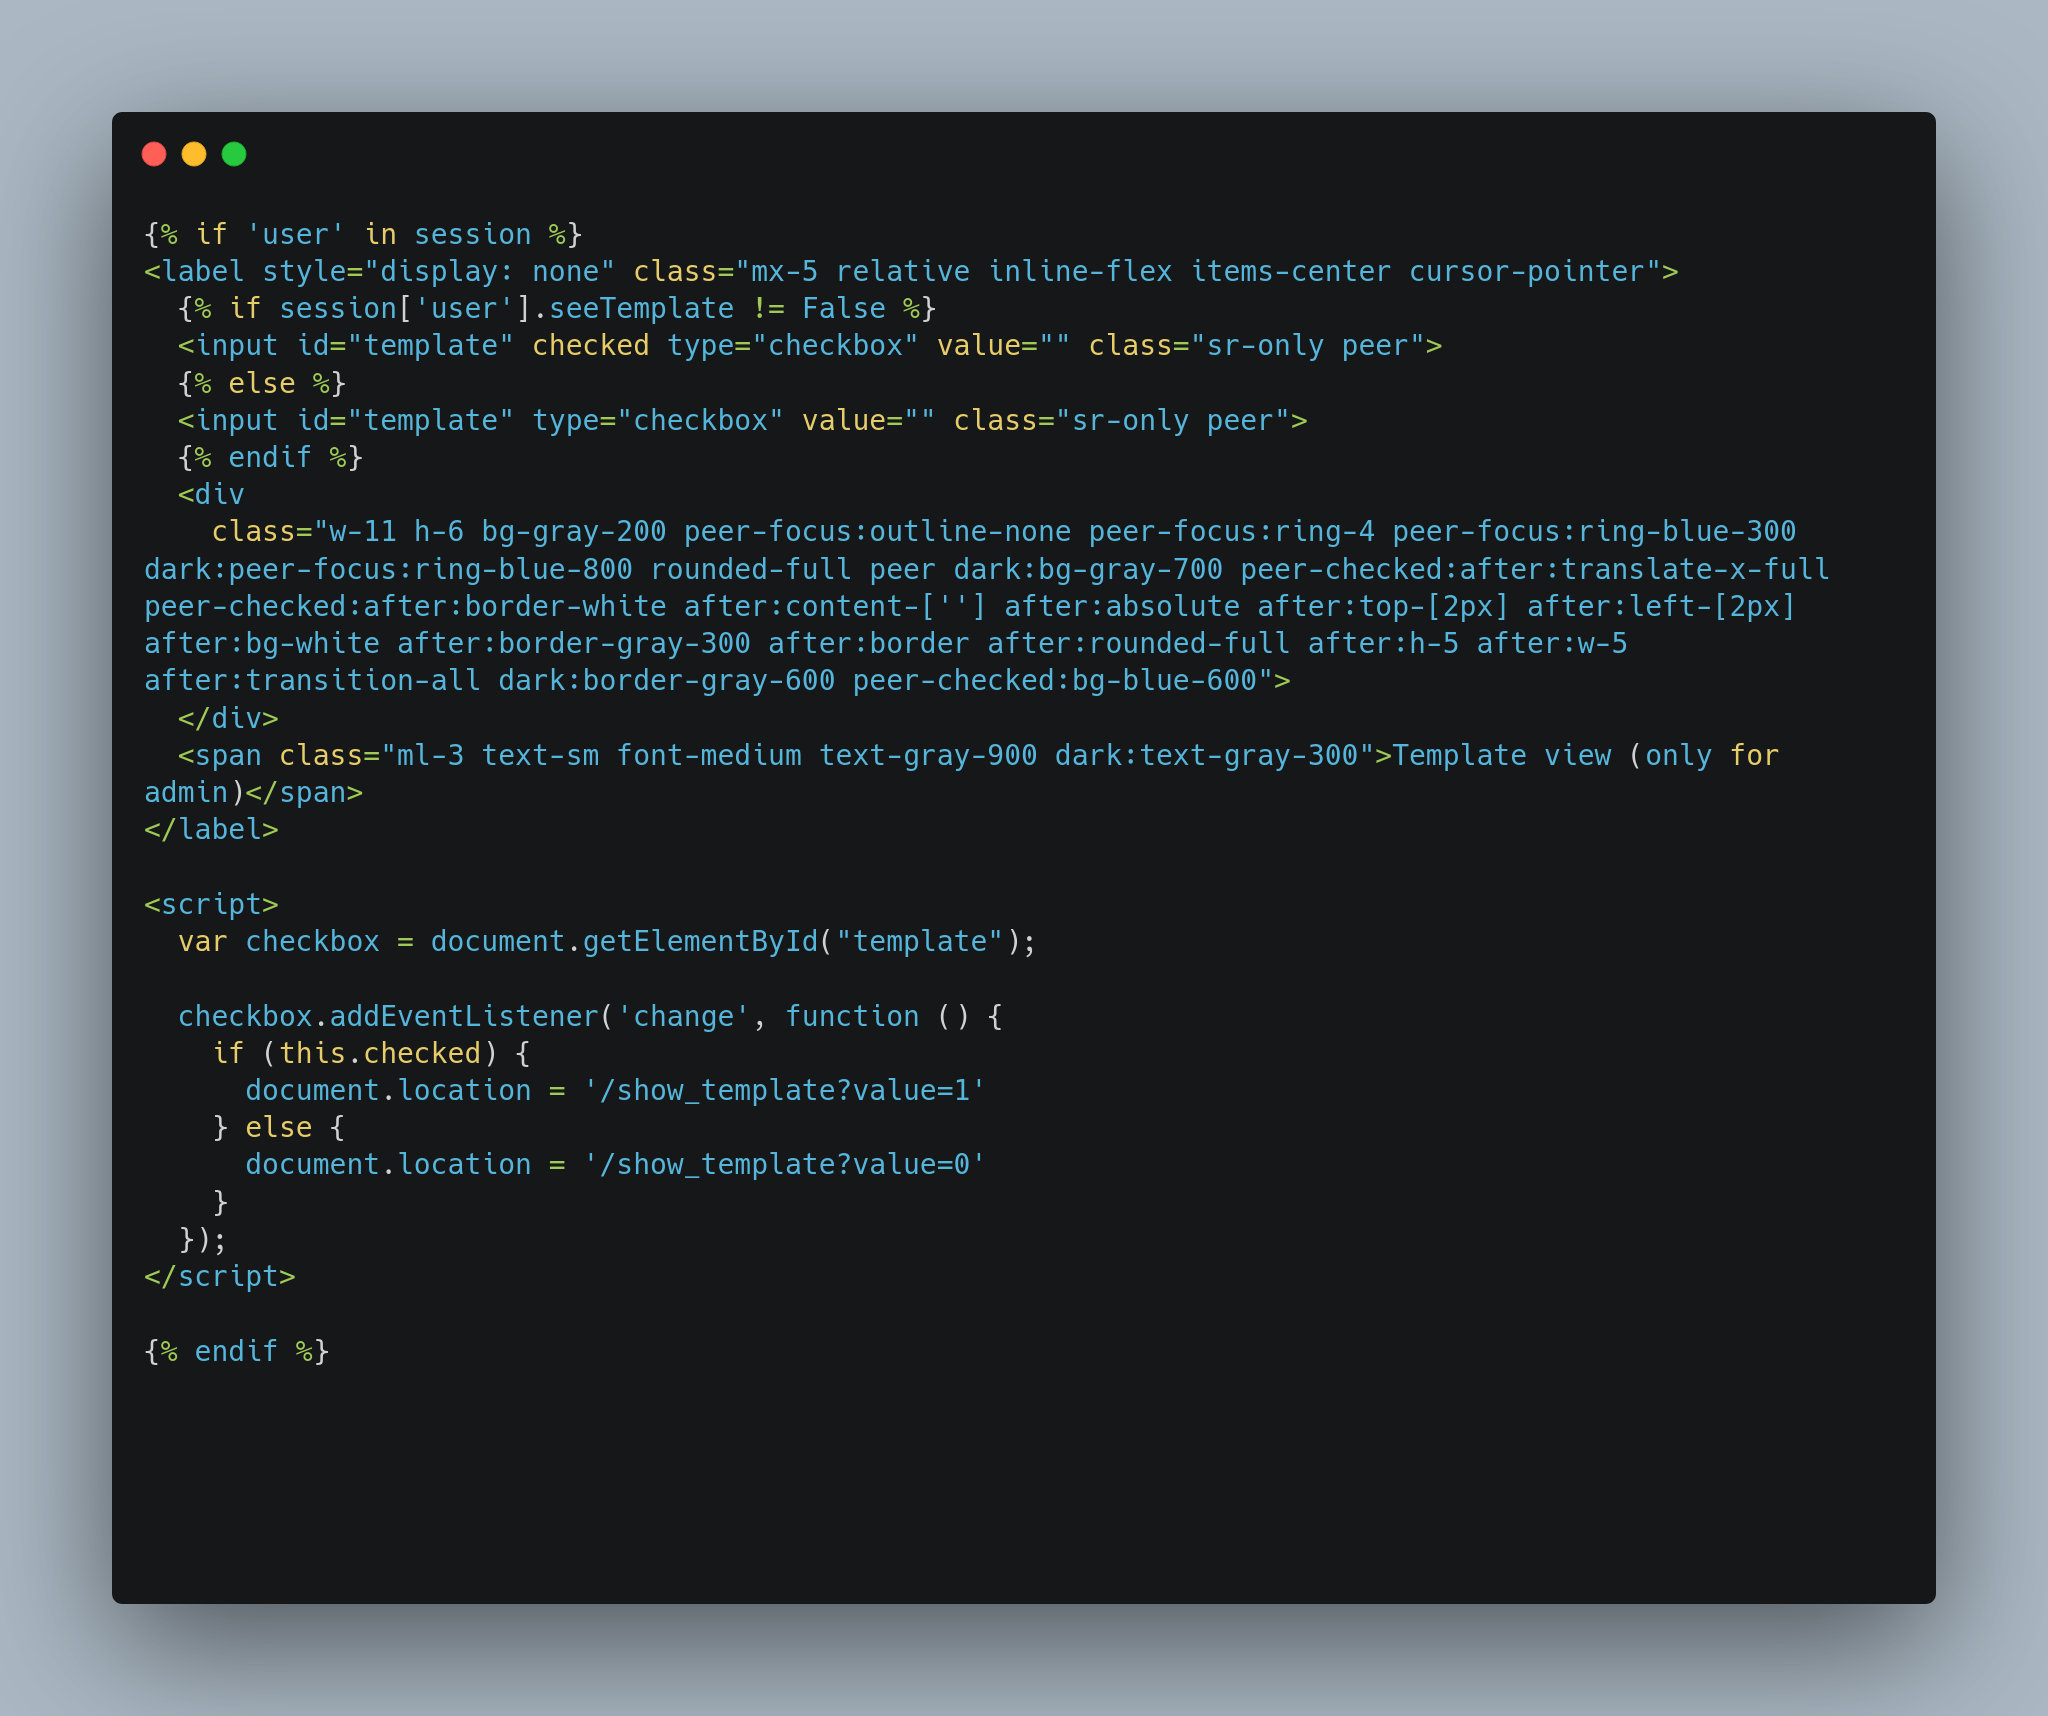 {% if 'user' in session %}
<label style="display: none" class="mx-5 relative inline-flex items-center cursor-pointer">
  {% if session['user'].seeTemplate != False %}
  <input id="template" checked type="checkbox" value="" class="sr-only peer">
  {% else %}
  <input id="template" type="checkbox" value="" class="sr-only peer">
  {% endif %}
  <div
    class="w-11 h-6 bg-gray-200 peer-focus:outline-none peer-focus:ring-4 peer-focus:ring-blue-300
dark:peer-focus:ring-blue-800 rounded-full peer dark:bg-gray-700 peer-checked:after:translate-x-full
peer-checked:after:border-white after:content-[''] after:absolute after:top-[2px] after:left-[2px]
after:bg-white after:border-gray-300 after:border after:rounded-full after:h-5 after:w-5
after:transition-all dark:border-gray-600 peer-checked:bg-blue-600">
  </div>
  <span class="ml-3 text-sm font-medium text-gray-900 dark:text-gray-300">Template view (only for
admin)</span>
</label>

<script>
  var checkbox = document.getElementById("template");

  checkbox.addEventListener('change', function () {
    if (this.checked) {
      document.location = '/show_template?value=1'
    } else {
      document.location = '/show_template?value=0'
    }
  });
</script>

{% endif %}